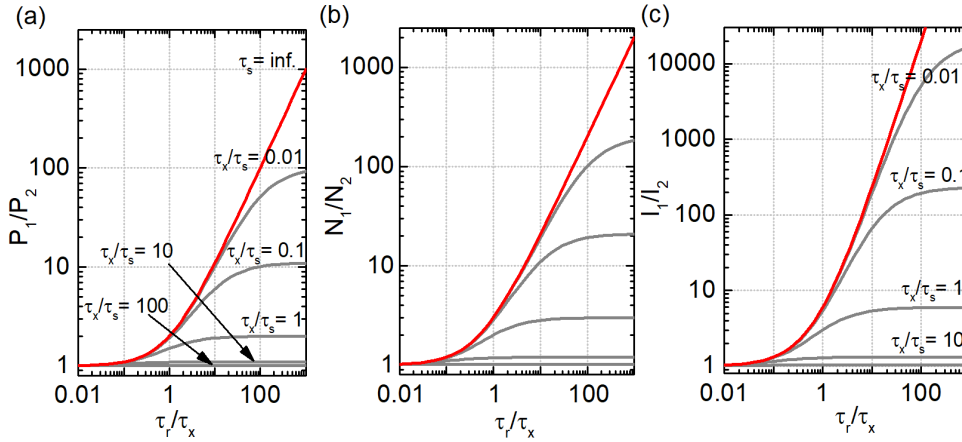 (a)
P₁/P₂
1000
100
10
1
0.01
1
100
τᵣ/τₓ
τₛ = inf.
τₓ/τₛ = 0.01
τₓ/τₛ = 10
τₓ/τₛ = 0.1
τₓ/τₛ = 100
τₓ/τₛ = 1
(b)
N₁/N₂
1000
100
10
1
0.01
1
100
τᵣ/τₓ
(c)
I₁/I₂
10000
1000
100
10
1
0.01
1
100
τᵣ/τₓ
τₓ/τₛ = 0.01
τₓ/τₛ = 0.1
τₓ/τₛ = 1
τₓ/τₛ = 10